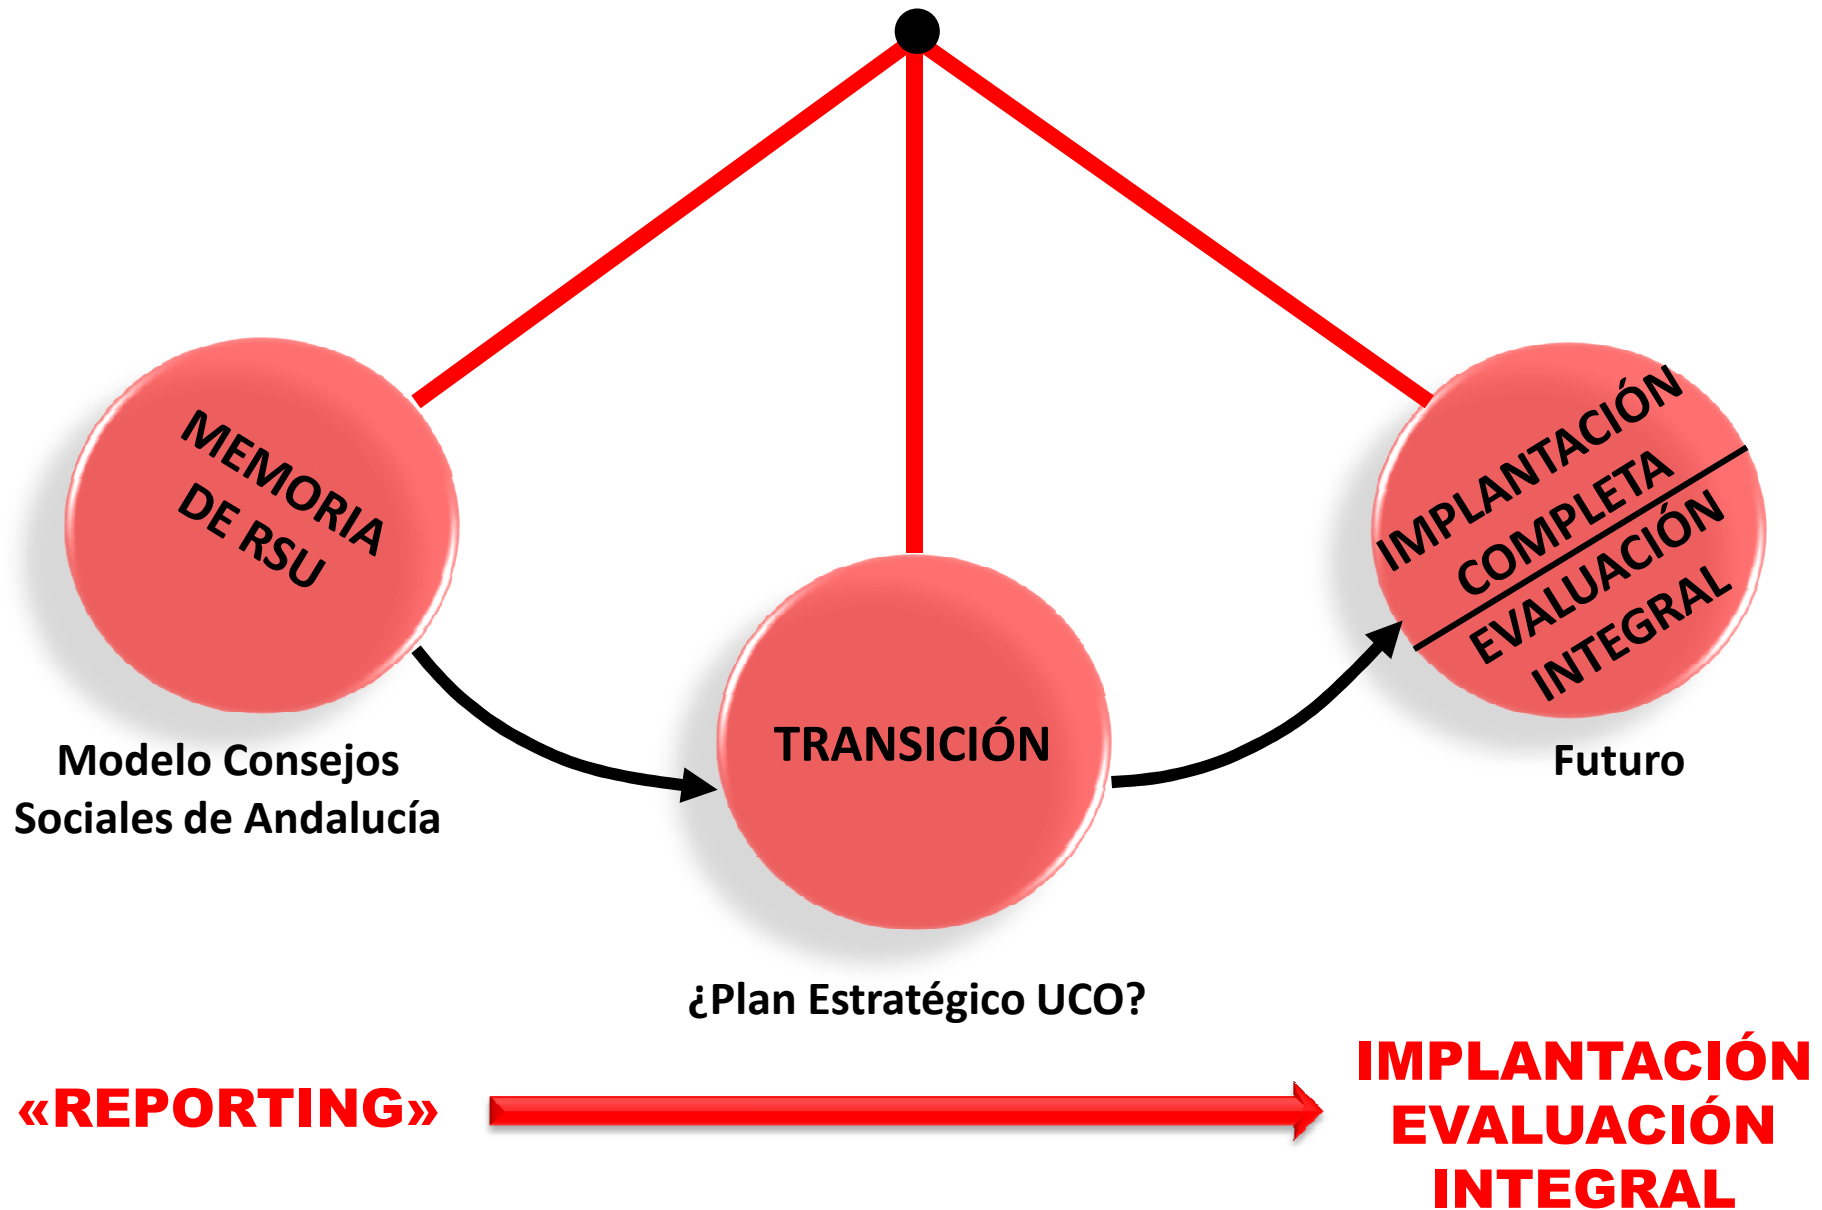 MEMORIA
DE RSU
Modelo Consejos
Sociales de Andalucía
TRANSICIÓN
¿Plan Estratégico UCO?
IMPLANTACIÓN
COMPLETA
EVALUACIÓN
INTEGRAL
Futuro
«REPORTING»
IMPLANTACIÓN
EVALUACIÓN
INTEGRAL